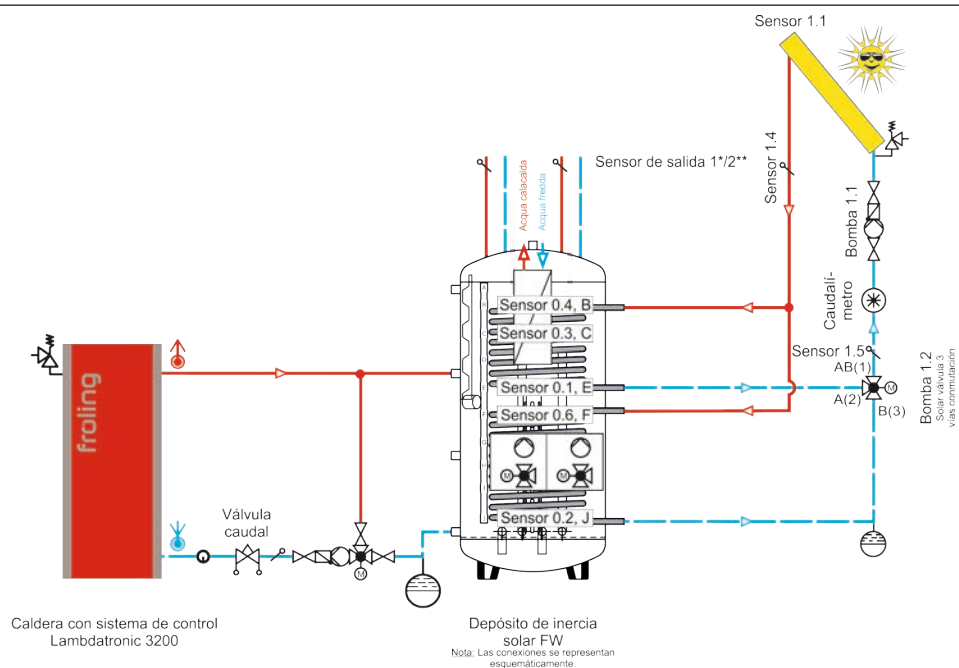 Sensor 1.1
Sensor de salida 1*/2**
Sensor 1.4
Acqua calacaida
Acqua fredda
Bomba 1.1
Sensor 0.4, B
Caudalí-
metro
Sensor 0.3, C
Sensor 1.5
AB(1)
Sensor 0.1, E
M
A(2)
B(3)
Bomba 1.2
Solar válvula 3
vías conmutación
Sensor 0.6, F
froling
M
M
Válvula
caudal
Sensor 0.2, J
M
Caldera con sistema de control
Lambdatronic 3200
Depósito de inercia
solar FW
Nota: Las conexiones se representan
esquemáticamente